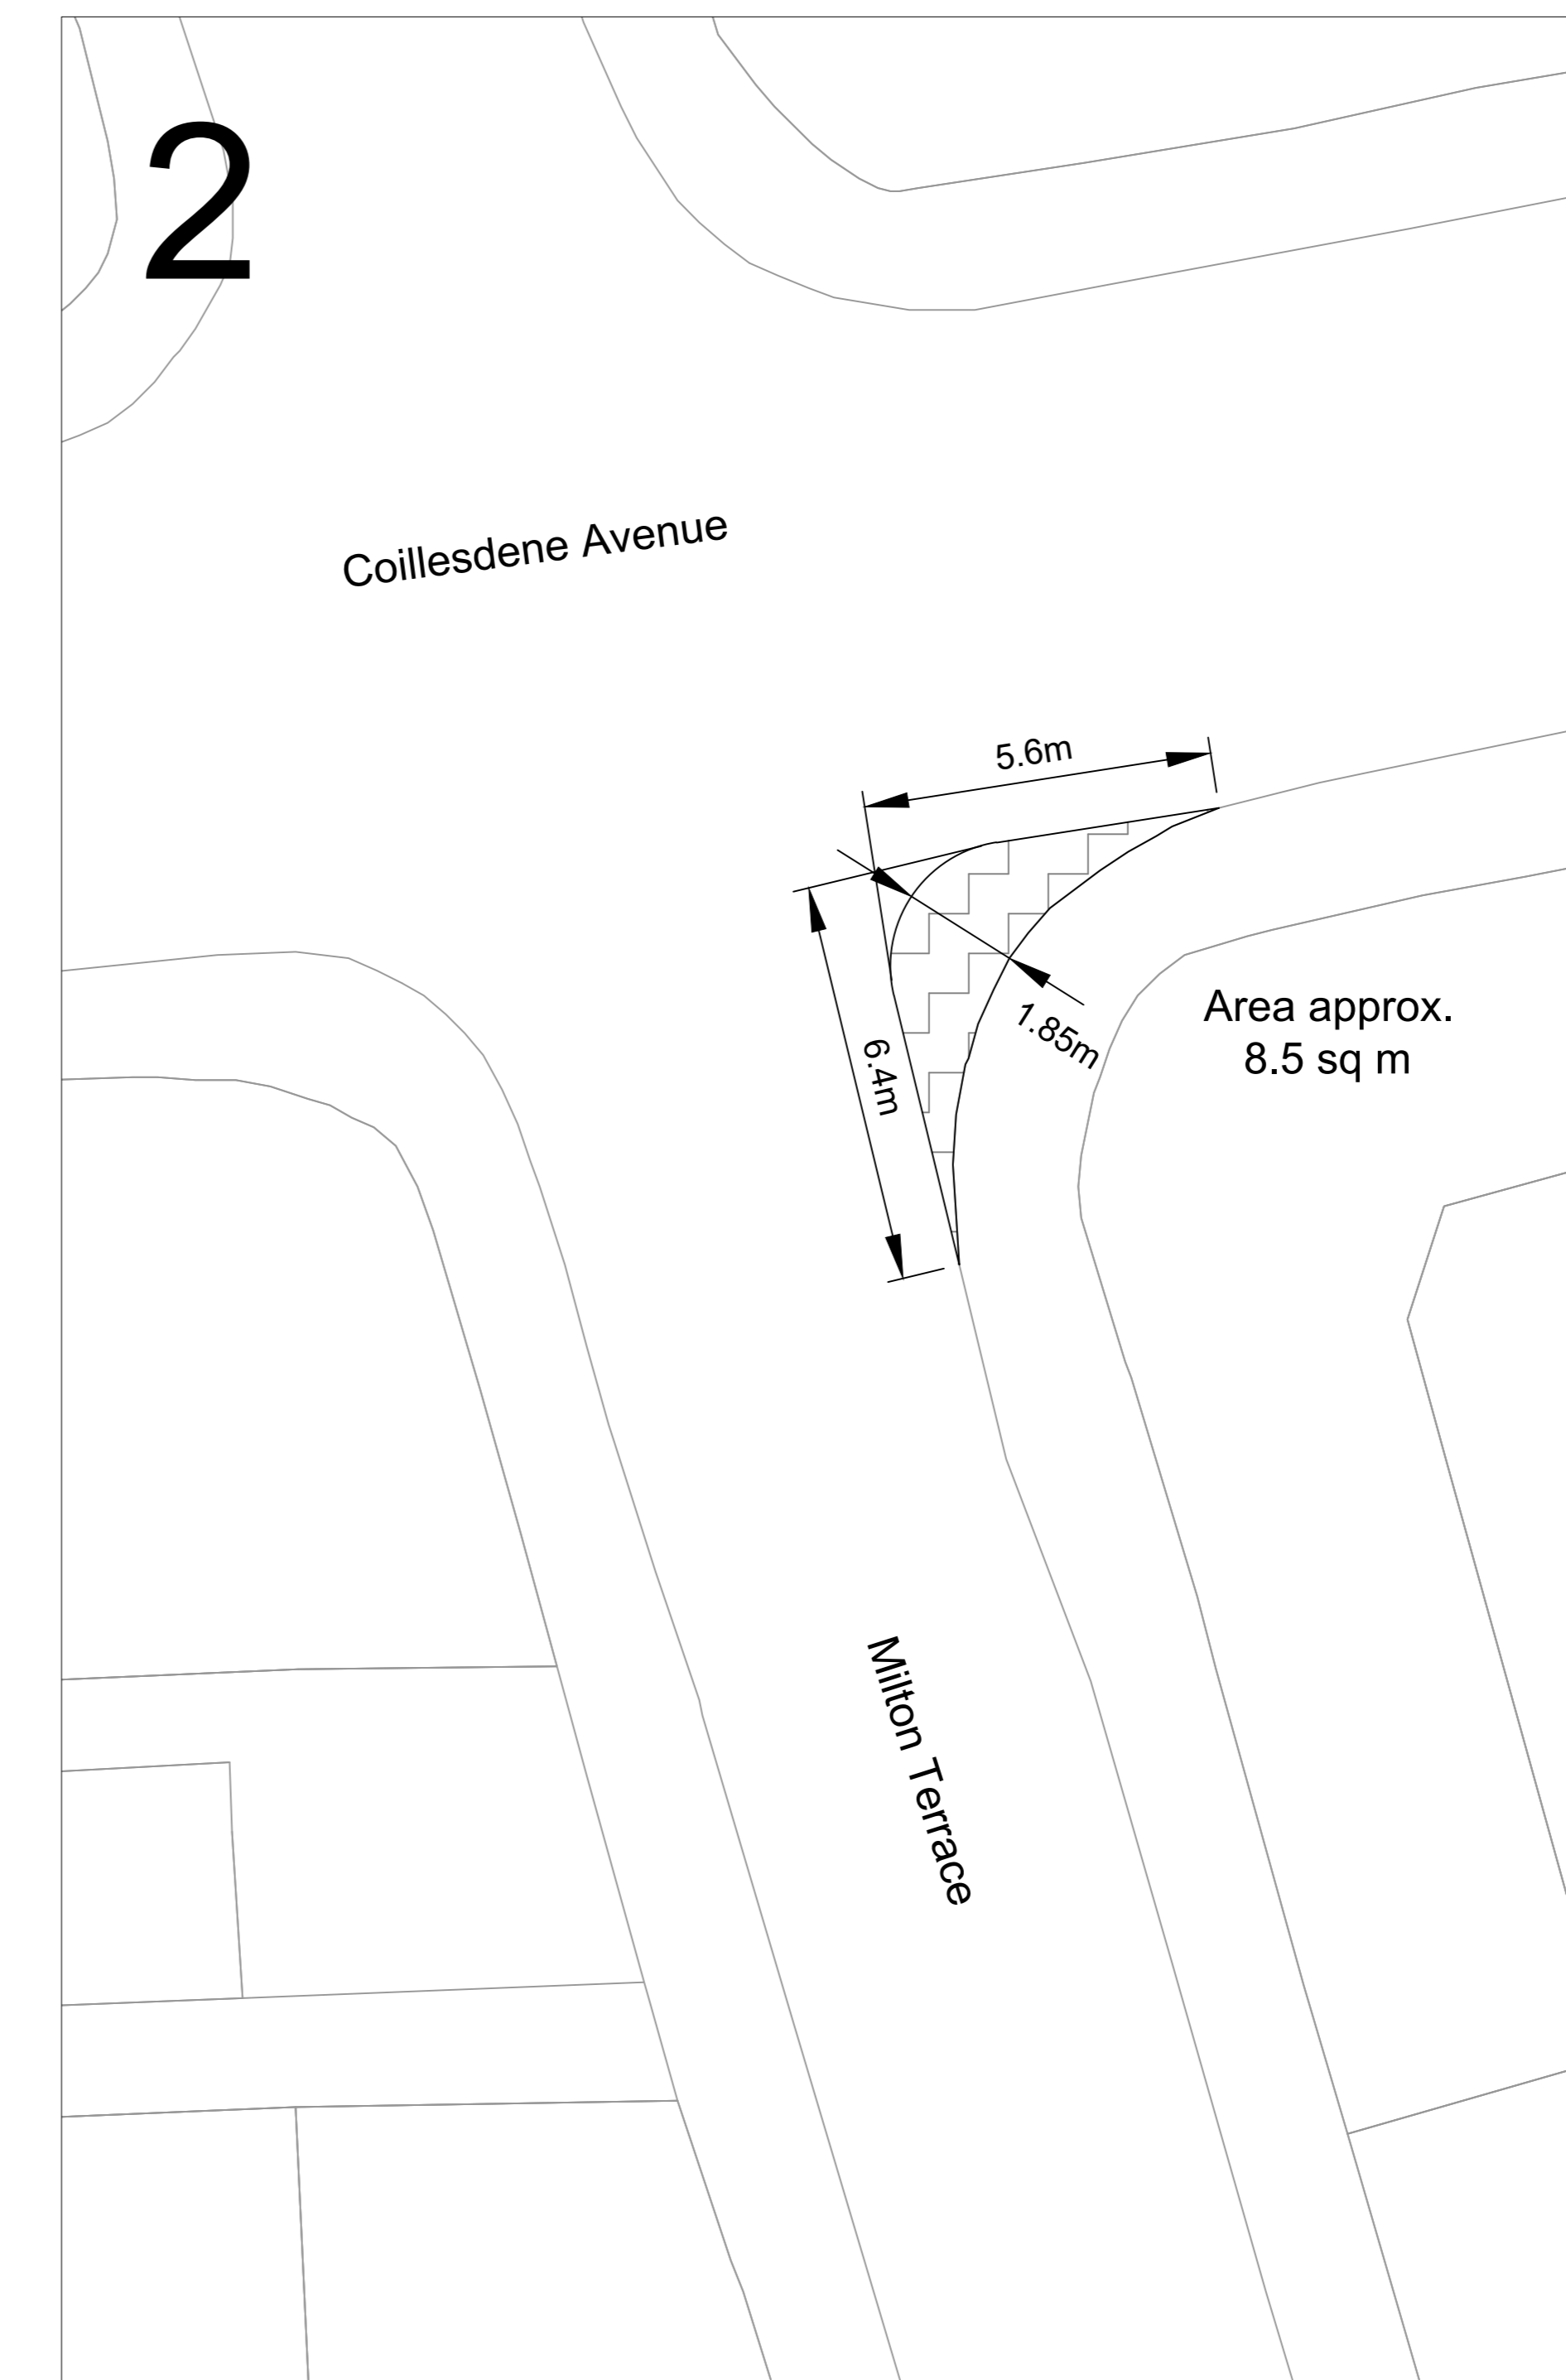 2
Coillesdene Avenue
5.6m
6.4m
1.85m
Area approx.
8.5 sq m
Milton Terrace